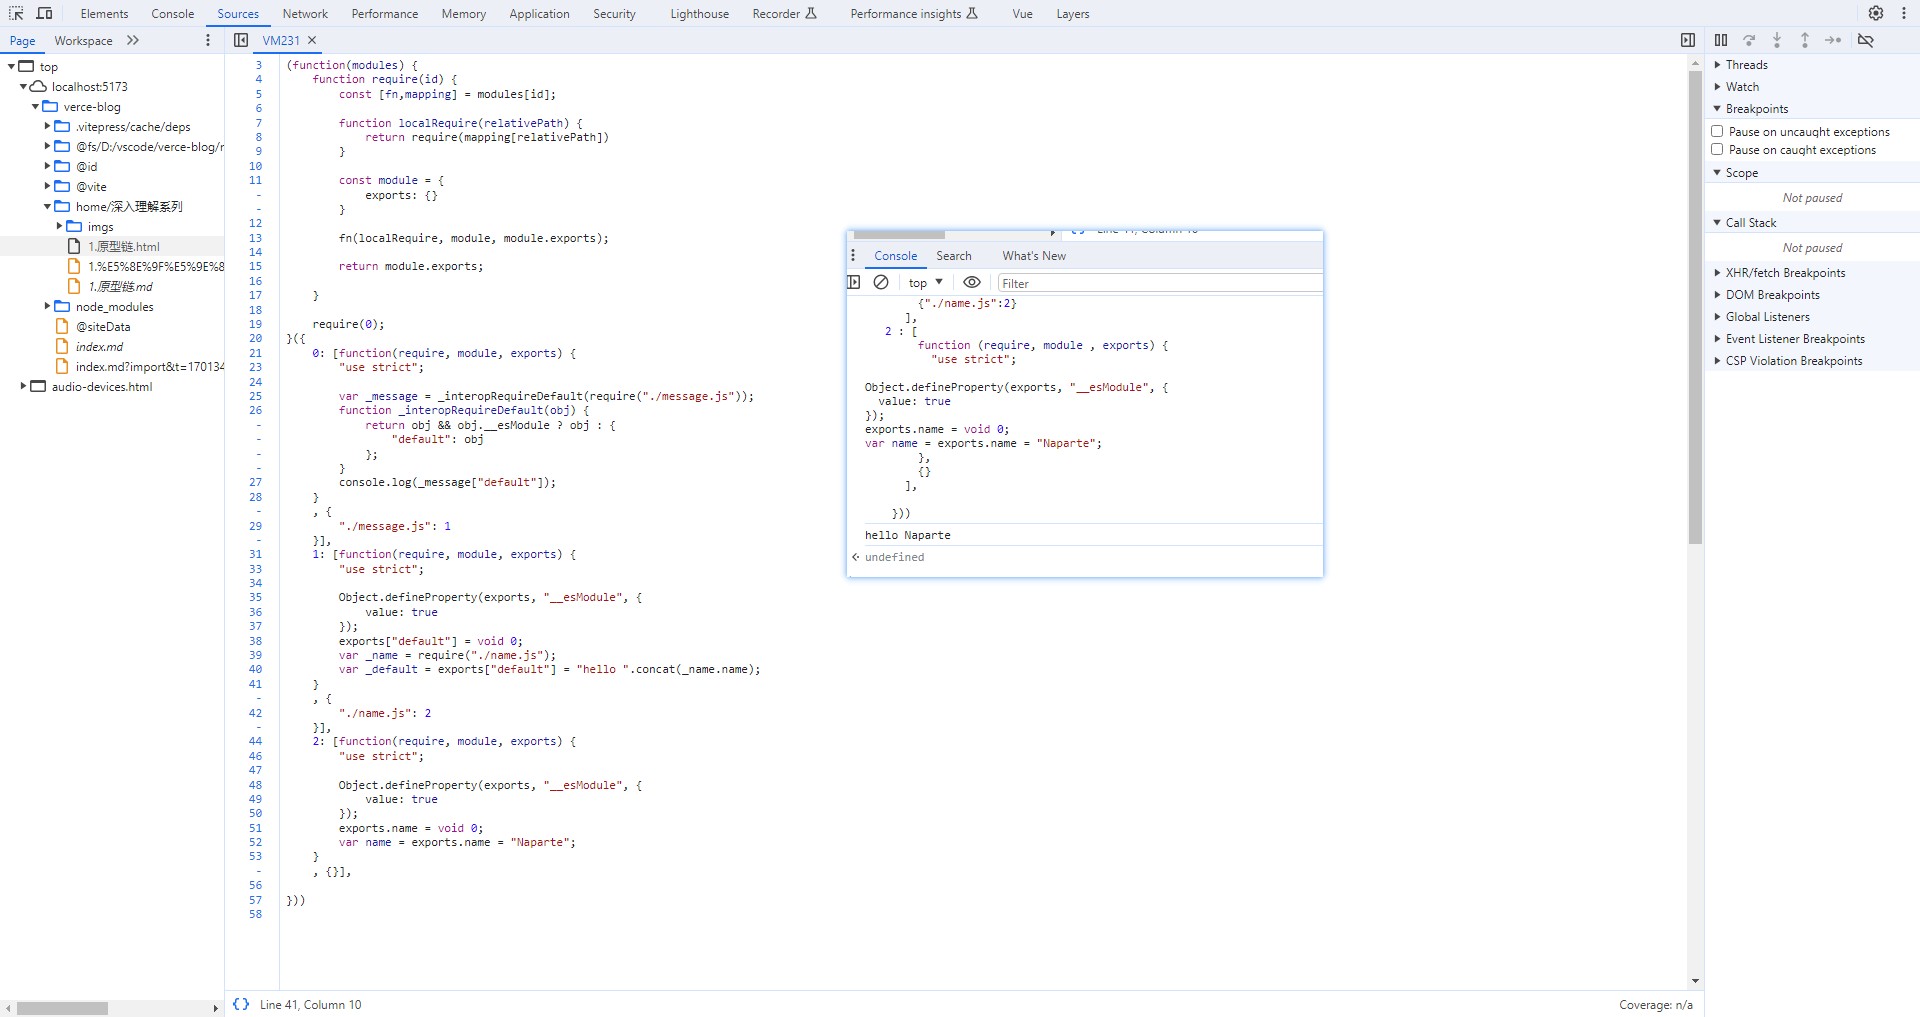 Elements Console Sources Network Performance Memory Application Security Lighthouse Recorder Performance insights Vue Layers
Page Workspace
top
localhost:5173
verce-blog
.vitepress/cache/deps
@fs/D:/vscode/verce-blog/r
@id
@vite
home/深入理解系列
imgs
1.原型链.html
1.%E5%8E%9F%E5%9E%8
1.原型链.md
node_modules
@siteData
index.md
index.md?import&t=170134
audio-devices.html
VM231
3 (function(modules) {
4 function require(id) {
5 const [fn,mapping] = modules[id];
6
7 function localRequire(relativePath) {
8 return require(mapping[relativePath])
9 }
10
11 const module = {
- exports: {}
- }
12
13 fn(localRequire, module, module.exports);
14
15 return module.exports;
16
17 }
18
19 require(0);
20 }({
21 0: [function(require, module, exports) {
23 "use strict";
24
25 var _message = _interopRequireDefault(require("./message.js"));
26 function _interopRequireDefault(obj) {
- return obj && obj.__esModule ? obj : {
- "default": obj
- };
- }
27 console.log(_message["default"]);
28 }
- , {
29 "./message.js": 1
- }],
31 1: [function(require, module, exports) {
33 "use strict";
34
35 Object.defineProperty(exports, "__esModule", {
36 value: true
37 });
38 exports["default"] = void 0;
39 var _name = require("./name.js");
40 var _default = exports["default"] = "hello ".concat(_name.name);
41 }
- , {
42 "./name.js": 2
- }],
44 2: [function(require, module, exports) {
46 "use strict";
47
48 Object.defineProperty(exports, "__esModule", {
49 value: true
50 });
51 exports.name = void 0;
52 var name = exports.name = "Naparte";
53 }
- , {}],
56
57 }))
58
Line 41, Column 10
Coverage: n/a
Console Search What's New
top Filter
{"./name.js":2}
],
2 : [
function (require, module , exports) {
"use strict";
Object.defineProperty(exports, "__esModule", {
value: true
});
exports.name = void 0;
var name = exports.name = "Naparte";
},
{}
],
}))
hello Naparte
undefined
Threads
Watch
Breakpoints
Pause on uncaught exceptions
Pause on caught exceptions
Scope
Not paused
Call Stack
Not paused
XHR/fetch Breakpoints
DOM Breakpoints
Global Listeners
Event Listener Breakpoints
CSP Violation Breakpoints